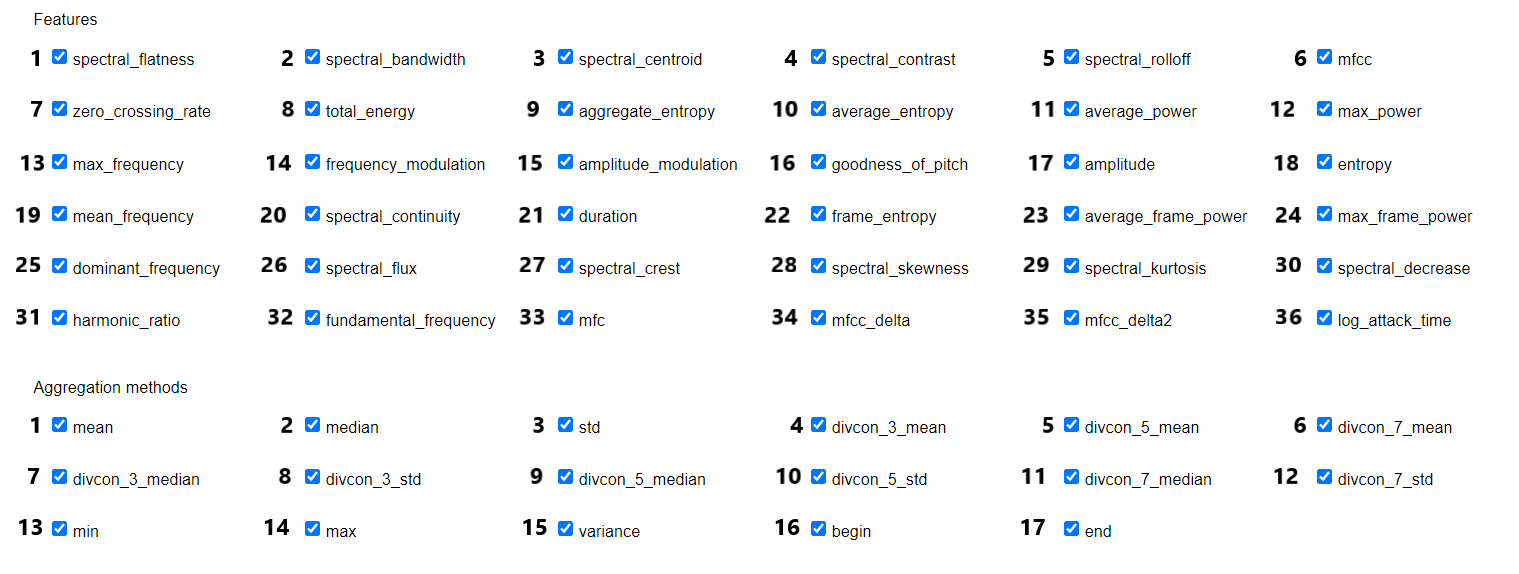 Features
1 spectral_flatness 2 spectral_bandwidth 3 spectral_centroid 4 spectral_contrast 5 spectral_rolloff 6 mfcc
7 zero_crossing_rate 8 total_energy 9 aggregate_entropy 10 average_entropy 11 average_power 12 max_power
13 max_frequency 14 frequency_modulation 15 amplitude_modulation 16 goodness_of_pitch 17 amplitude 18 entropy
19 mean_frequency 20 spectral_continuity 21 duration 22 frame_entropy 23 average_frame_power 24 max_frame_power
25 dominant_frequency 26 spectral_flux 27 spectral_crest 28 spectral_skewness 29 spectral_kurtosis 30 spectral_decrease
31 harmonic_ratio 32 fundamental_frequency 33 mfc 34 mfcc_delta 35 mfcc_delta2 36 log_attack_time
Aggregation methods
1 mean 2 median 3 std 4 divcon_3_mean 5 divcon_5_mean 6 divcon_7_mean
7 divcon_3_median 8 divcon_3_std 9 divcon_5_median 10 divcon_5_std 11 divcon_7_median 12 divcon_7_std
13 min 14 max 15 variance 16 begin 17 end